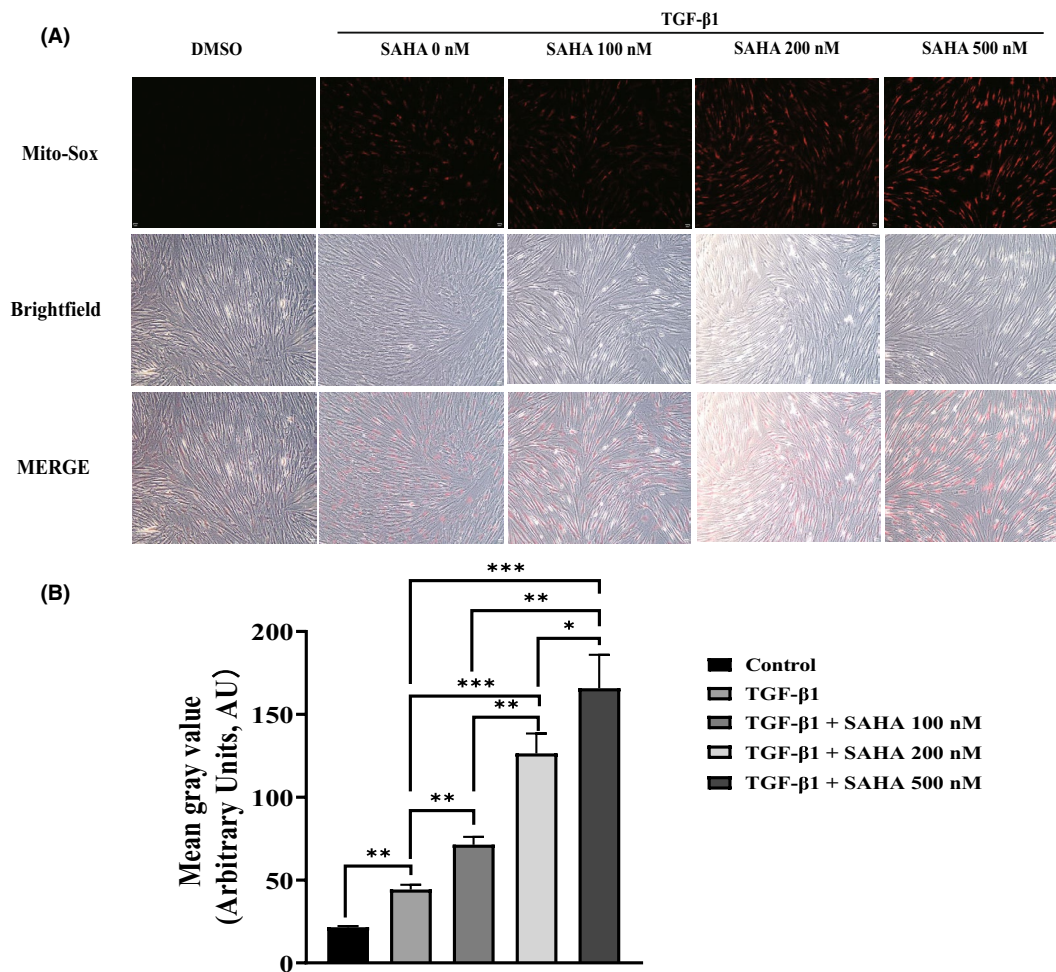 (A)
TGF-β1
DMSO
SAHA 0 nM
SAHA 100 nM
SAHA 200 nM
SAHA 500 nM
Mito-Sox
Brightfield
MERGE
(B)
Mean gray value
(Arbitrary Units, AU)
200
150
100
50
0
***
**
*
***
**
**
**
Control
TGF-β1
TGF-β1 + SAHA 100 nM
TGF-β1 + SAHA 200 nM
TGF-β1 + SAHA 500 nM